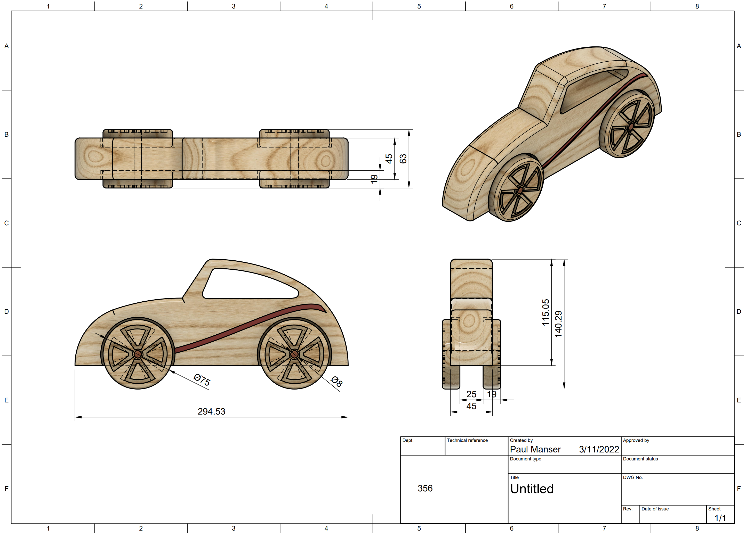 1 2 3 4 5 6 7 8
A A
B B
45
63
19
C C
D D
115.05
140.29
Ø75
Ø8
25 19
45
294.53
E E
Dept. Technical reference Created by Approved by
Paul Manser 3/11/2022
Document type Document status
F F
356
Title DWG No.
Untitled
Rev. Date of issue Sheet
1/1
1 2 3 4 5 6 7 8